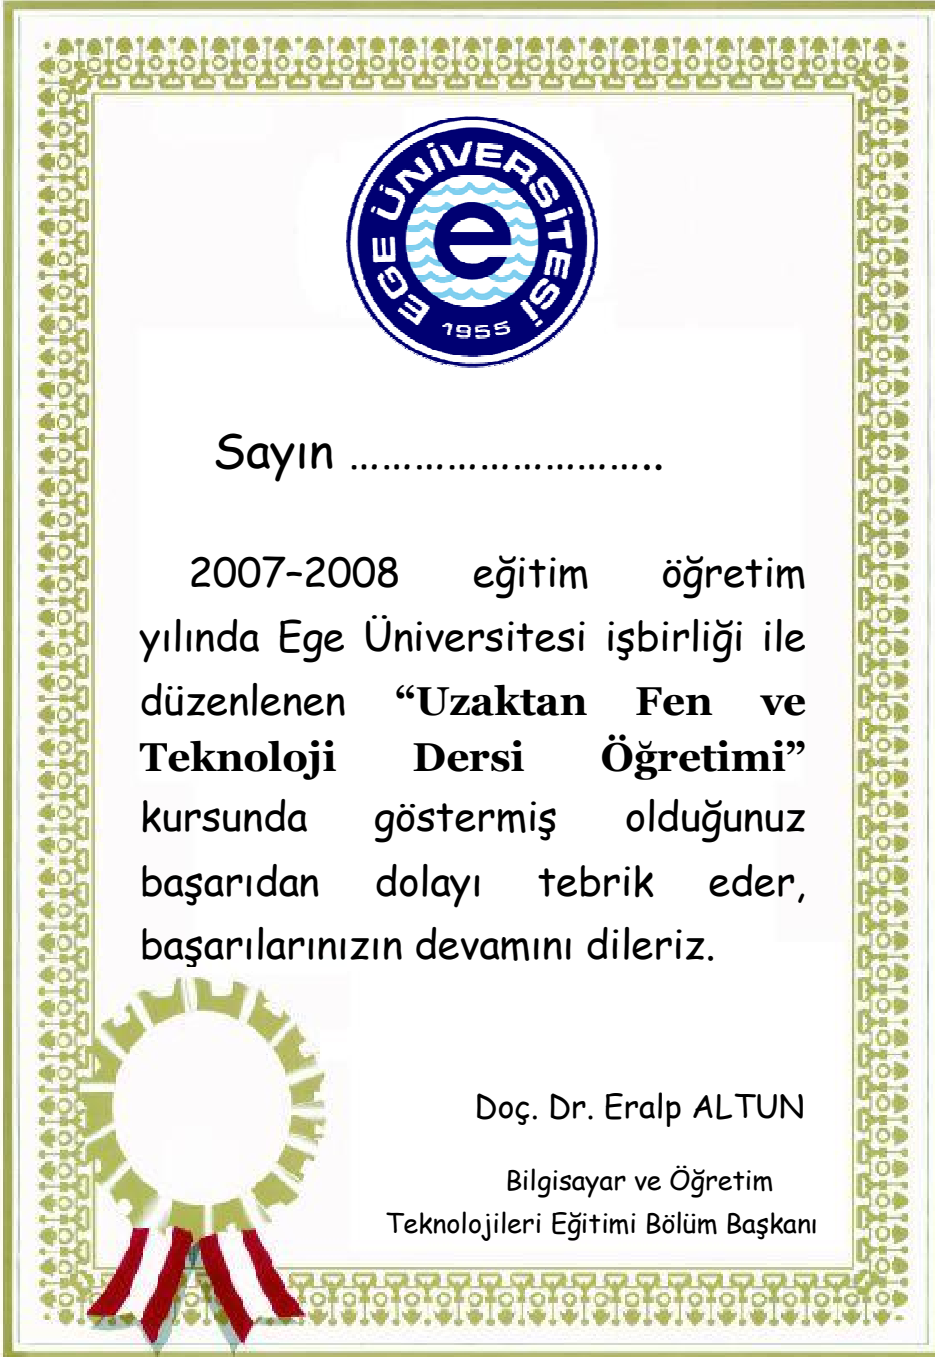 EGE ÜNİVERSİTESİ
1955
Sayın ………………………..
2007–2008 eğitim öğretim
yılında Ege Üniversitesi işbirliği ile
düzenlenen “Uzaktan Fen ve
Teknoloji Dersi Öğretimi”
kursunda göstermiş olduğunuz
başarıdan dolayı tebrik eder,
başarılarınızın devamını dileriz.
Doç. Dr. Eralp ALTUN
Bilgisayar ve Öğretim
Teknolojileri Eğitimi Bölüm Başkanı